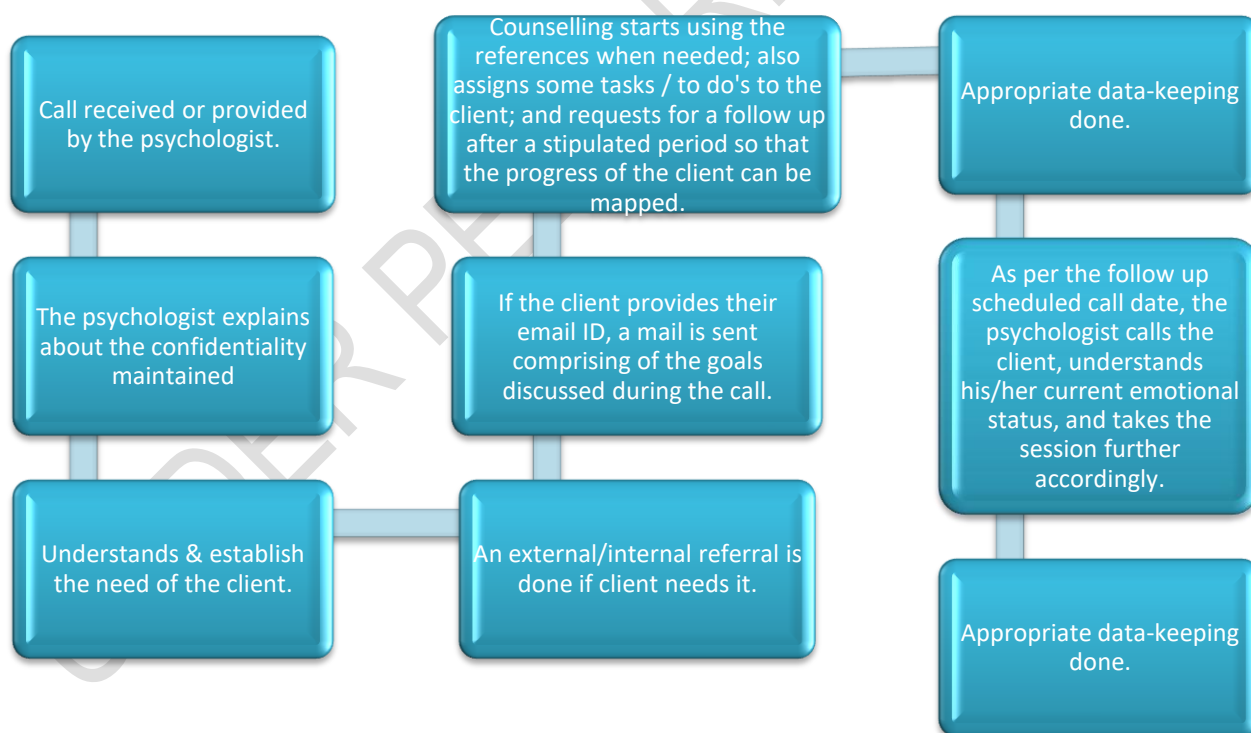 Call received or provided
by the psychologist.
The psychologist explains
about the confidentiality
maintained
Understands & establish
the need of the client.
An external/internal referral is
done if client needs it.
If the client provides their
email ID, a mail is sent
comprising of the goals
discussed during the call.
Counselling starts using the
references when needed; also
assigns some tasks / to do's to the
client; and requests for a follow up
after a stipulated period so that
the progress of the client can be
mapped.
Appropriate data-keeping
done.
As per the follow up
scheduled call date, the
psychologist calls the
client, understands
his/her current emotional
status, and takes the
session further
accordingly.
Appropriate data-keeping
done.